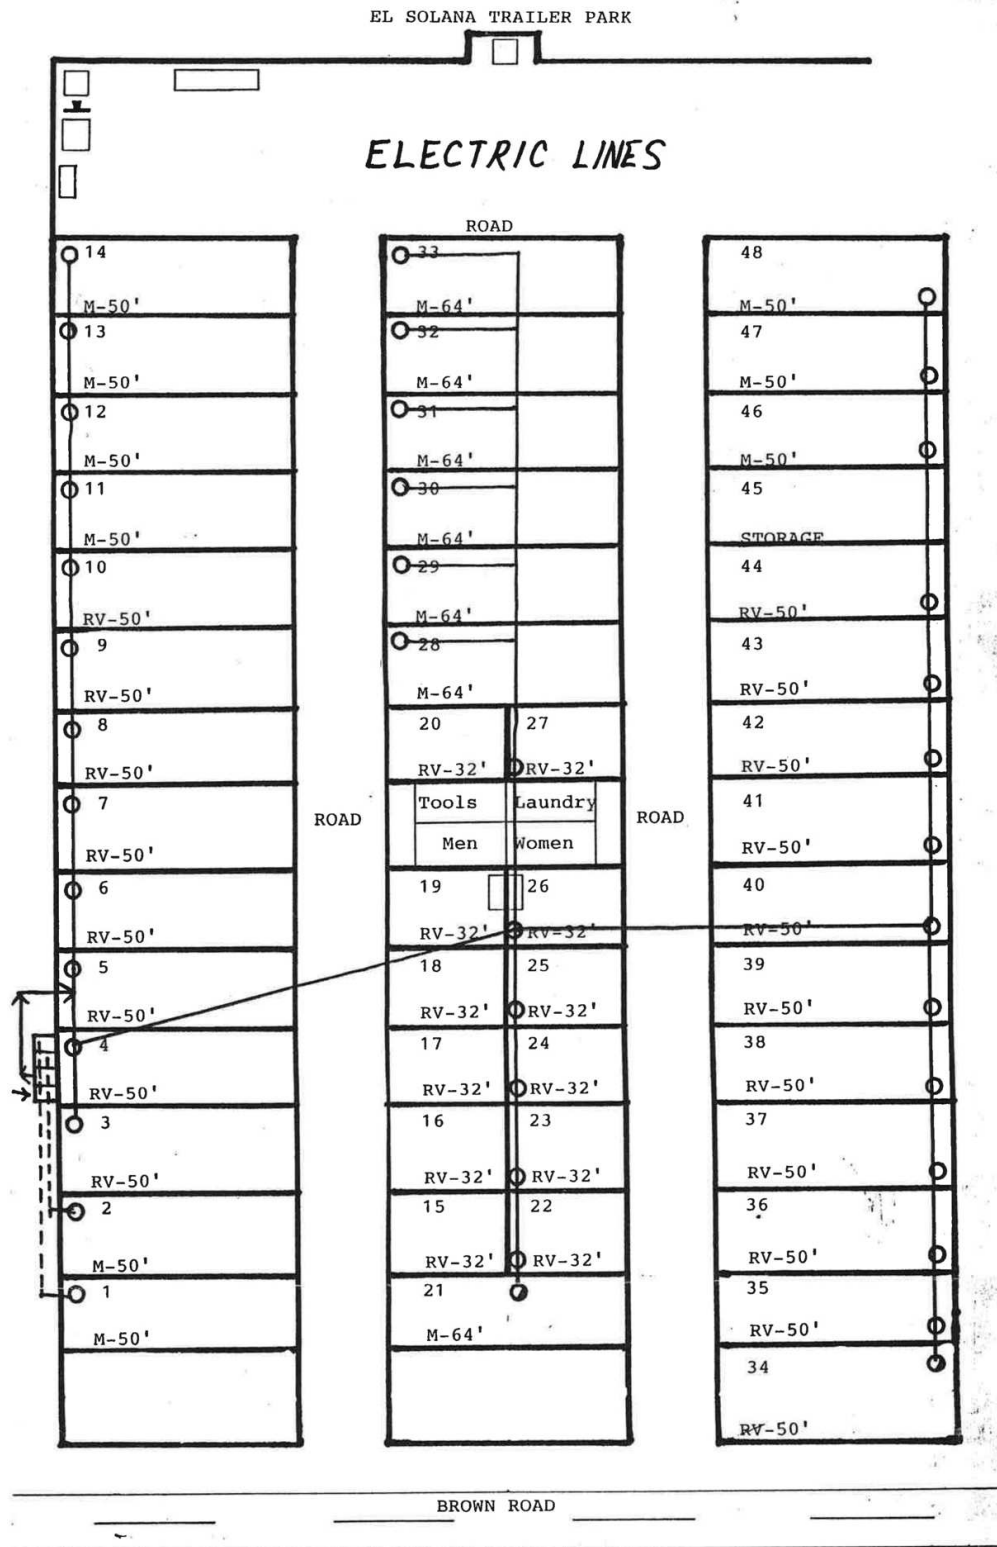 EL SOLANA TRAILER PARK
ELECTRIC LINES
ROAD
14
M-50'
13
M-50'
12
M-50'
11
M-50'
10
RV-50'
9
RV-50'
8
RV-50'
7
RV-50'
6
RV-50'
5
RV-50'
4
RV-50'
3
RV-50'
2
M-50'
1
M-50'
ROAD
33
M-64'
32
M-64'
31
M-64'
30
M-64'
29
M-64'
28
M-64'
20 27
RV-32' RV-32'
Tools Laundry
Men Women
19 26
RV-32' RV-32'
18 25
RV-32' RV-32'
17 24
RV-32' RV-32'
16 23
RV-32' RV-32'
15 22
RV-32' RV-32'
21
M-64'
ROAD
48
M-50'
47
M-50'
46
M-50'
45
STORAGE
44
RV-50'
43
RV-50'
42
RV-50'
41
RV-50'
40
RV-50'
39
RV-50'
38
RV-50'
37
RV-50'
36
RV-50'
35
RV-50'
34
RV-50'
BROWN ROAD